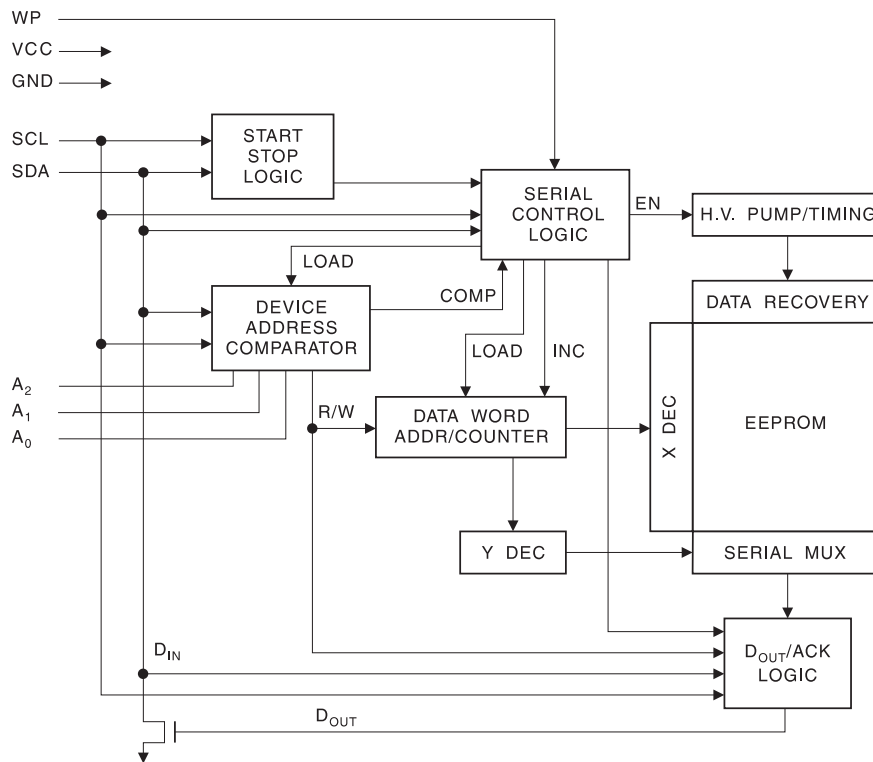 WP
VCC
GND
SCL
SDA
START
STOP
LOGIC
SERIAL
CONTROL
LOGIC
EN
H.V. PUMP/TIMING
LOAD
COMP
DEVICE
ADDRESS
COMPARATOR
DATA RECOVERY
LOAD
INC
A2
A1
A0
R/W
DATA WORD
ADDR/COUNTER
X DEC
EEPROM
Y DEC
SERIAL MUX
DIN
DOUT/ACK
LOGIC
DOUT